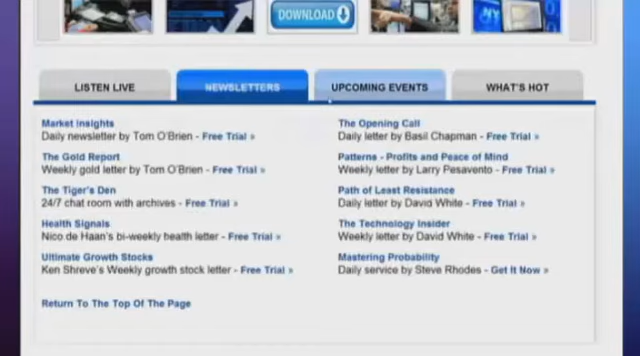 DOWNLOAD
NY
LISTEN LIVE
NEWSLETTERS
UPCOMING EVENTS
WHAT'S HOT
Market Insights
Daily newsletter by Tom O'Brien - Free Trial »
The Gold Report
Weekly gold letter by Tom O'Brien - Free Trial »
The Tiger's Den
24/7 chat room with archives - Free Trial »
Health Signals
Nico de Haan's bi-weekly health letter - Free Trial »
Ultimate Growth Stocks
Ken Shreve's Weekly growth stock letter - Free Trial »
Return To The Top Of The Page
The Opening Call
Daily letter by Basil Chapman - Free Trial »
Patterns - Profits and Peace of Mind
Weekly letter by Larry Pesavento - Free Trial »
Path of Least Resistance
Daily letter by David White - Free Trial »
The Technology Insider
Weekly letter by David White - Free Trial »
Mastering Probability
Daily service by Steve Rhodes - Get It Now »